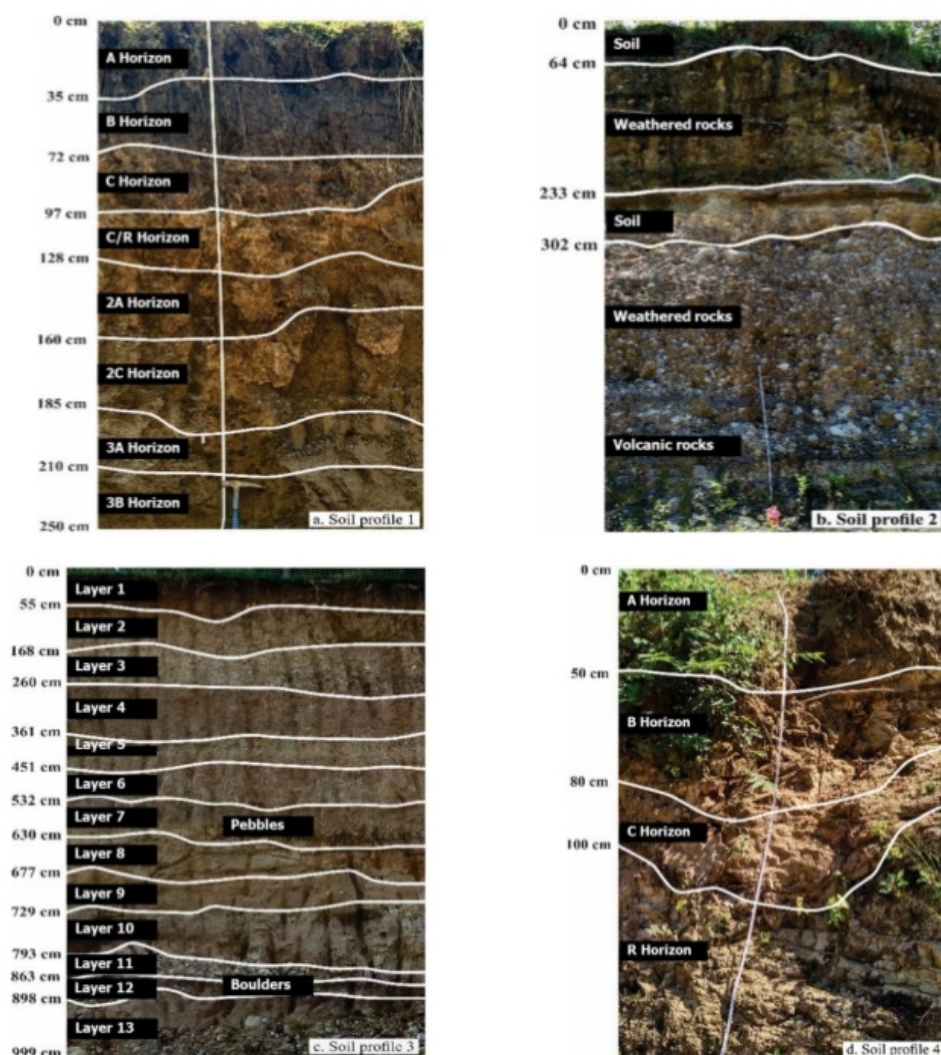 0 cm
A Horizon
35 cm
B Horizon
72 cm
C Horizon
97 cm
C/R Horizon
128 cm
2A Horizon
160 cm
2C Horizon
185 cm
3A Horizon
210 cm
3B Horizon
250 cm
a. Soil profile 1
0 cm
Soil
64 cm
Weathered rocks
233 cm
Soil
302 cm
Weathered rocks
Volcanic rocks
b. Soil profile 2
0 cm
Layer 1
55 cm
Layer 2
168 cm
Layer 3
260 cm
Layer 4
361 cm
Layer 5
451 cm
Layer 6
532 cm
Layer 7
Pebbles
630 cm
Layer 8
677 cm
Layer 9
729 cm
Layer 10
793 cm
Layer 11
863 cm
Boulders
Layer 12
898 cm
Layer 13
999 cm
c. Soil profile 3
0 cm
A Horizon
50 cm
B Horizon
80 cm
C Horizon
100 cm
R Horizon
d. Soil profile 4